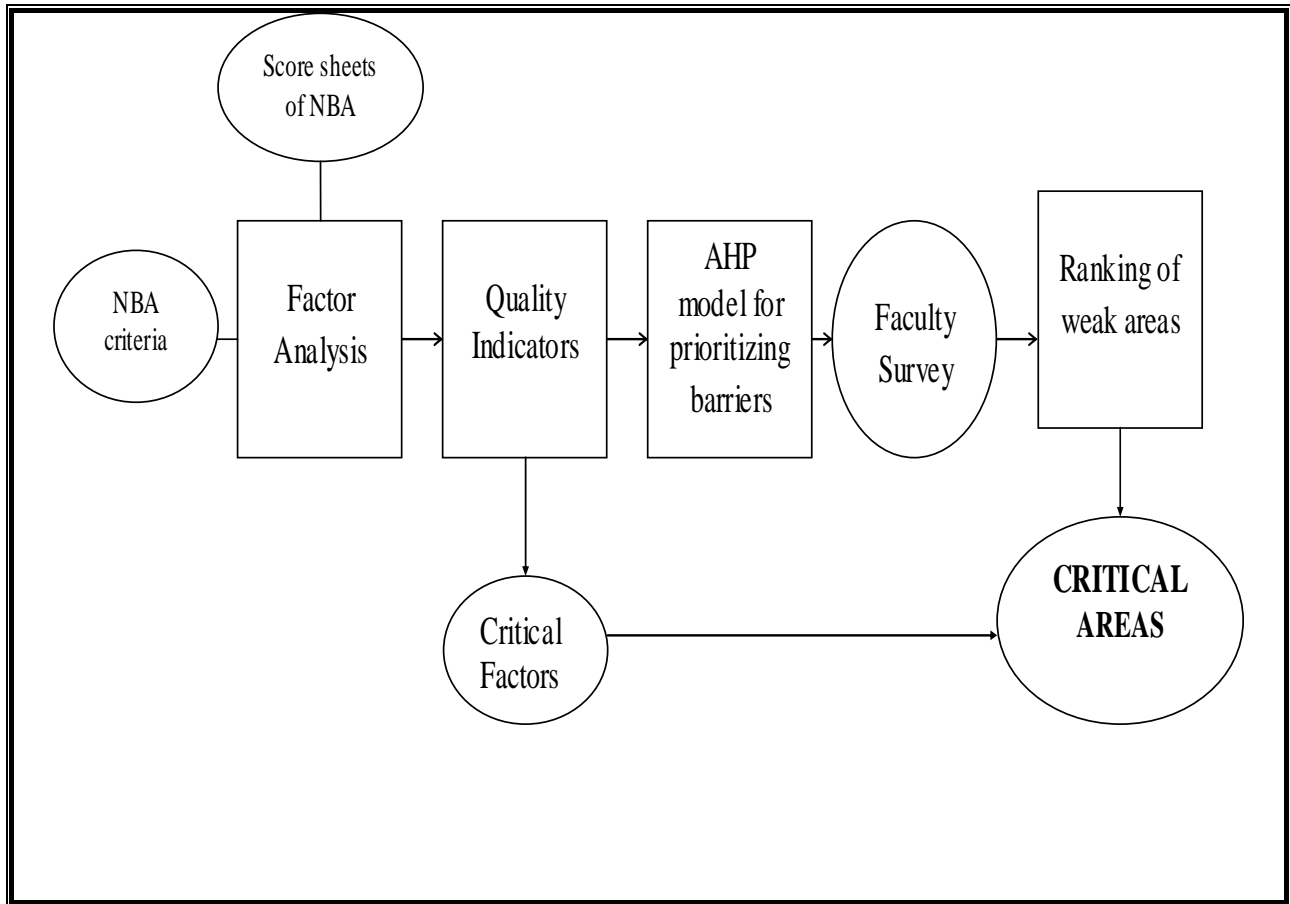 Score sheets
of NBA
NBA
criteria
Factor
Analysis
Quality
Indicators
AHP
model for
prioritizing
barriers
Faculty
Survey
Ranking of
weak areas
Critical
Factors
CRITICAL
AREAS